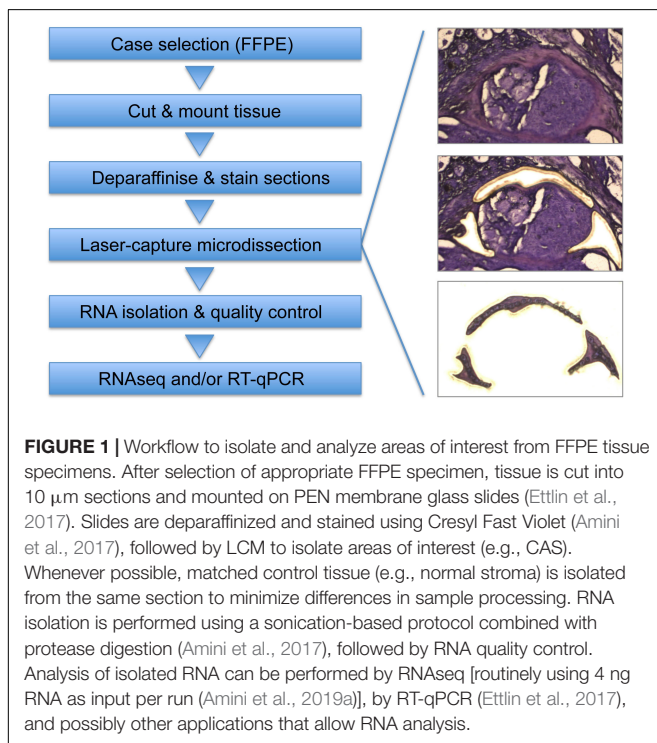 Case selection (FFPE)
Cut & mount tissue
Deparaffinise & stain sections
Laser-capture microdissection
RNA isolation & quality control
RNAseq and/or RT-qPCR
FIGURE 1 | Workflow to isolate and analyze areas of interest from FFPE tissue
specimens. After selection of appropriate FFPE specimen, tissue is cut into
10 μm sections and mounted on PEN membrane glass slides (Ettlin et al.,
2017). Slides are deparaffinized and stained using Cresyl Fast Violet (Amini
et al., 2017), followed by LCM to isolate areas of interest (e.g., CAS).
Whenever possible, matched control tissue (e.g., normal stroma) is isolated
from the same section to minimize differences in sample processing. RNA
isolation is performed using a sonication-based protocol combined with
protease digestion (Amini et al., 2017), followed by RNA quality control.
Analysis of isolated RNA can be performed by RNAseq [routinely using 4 ng
RNA as input per run (Amini et al., 2019a)], by RT-qPCR (Ettlin et al., 2017),
and possibly other applications that allow RNA analysis.